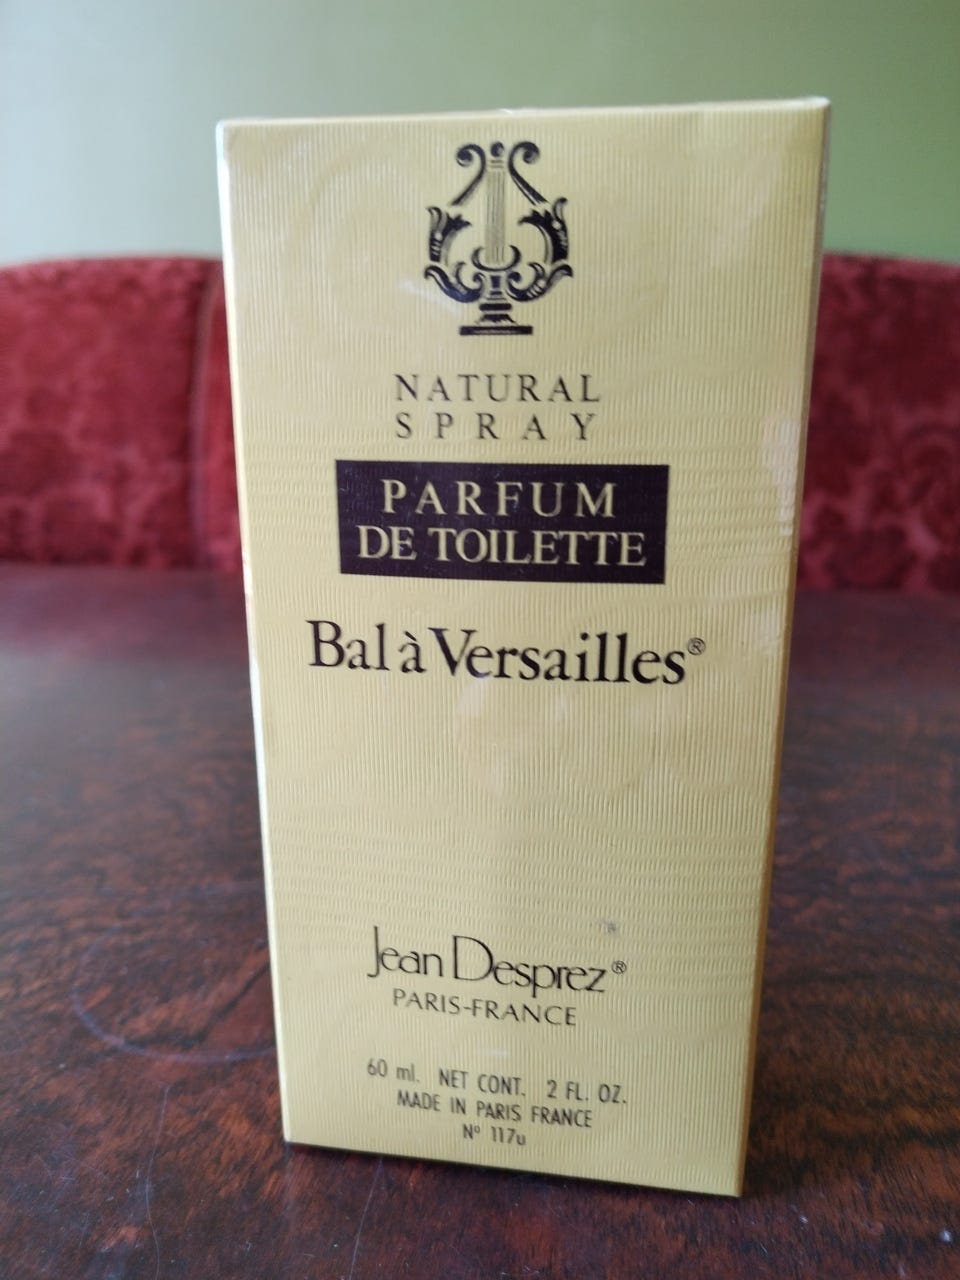 NATURAL
SPRAY
PARFUM
DE TOILETTE
Bal à Versailles®
Jean Desprez®
PARIS-FRANCE
60 ml. NET CONT. 2 FL. OZ.
MADE IN PARIS FRANCE
Nº 117u